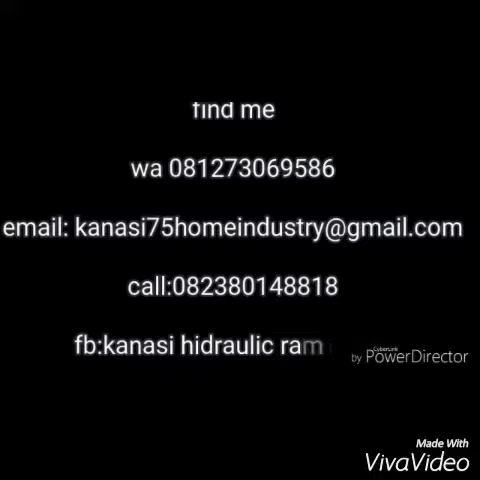 find me
wa 081273069586
email: kanasi75homeindustry@gmail.com
call:082380148818
fb:kanasi hidraulic ram
CyberLink
by PowerDirector
Made With
VivaVideo